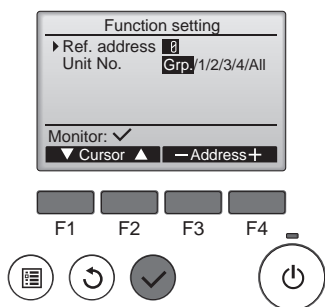 Function setting
Ref. address 0
Unit No. Grp./1/2/3/4/All
Monitor: ✓
▼ Cursor ▲ －Address＋
F1 F2 F3 F4